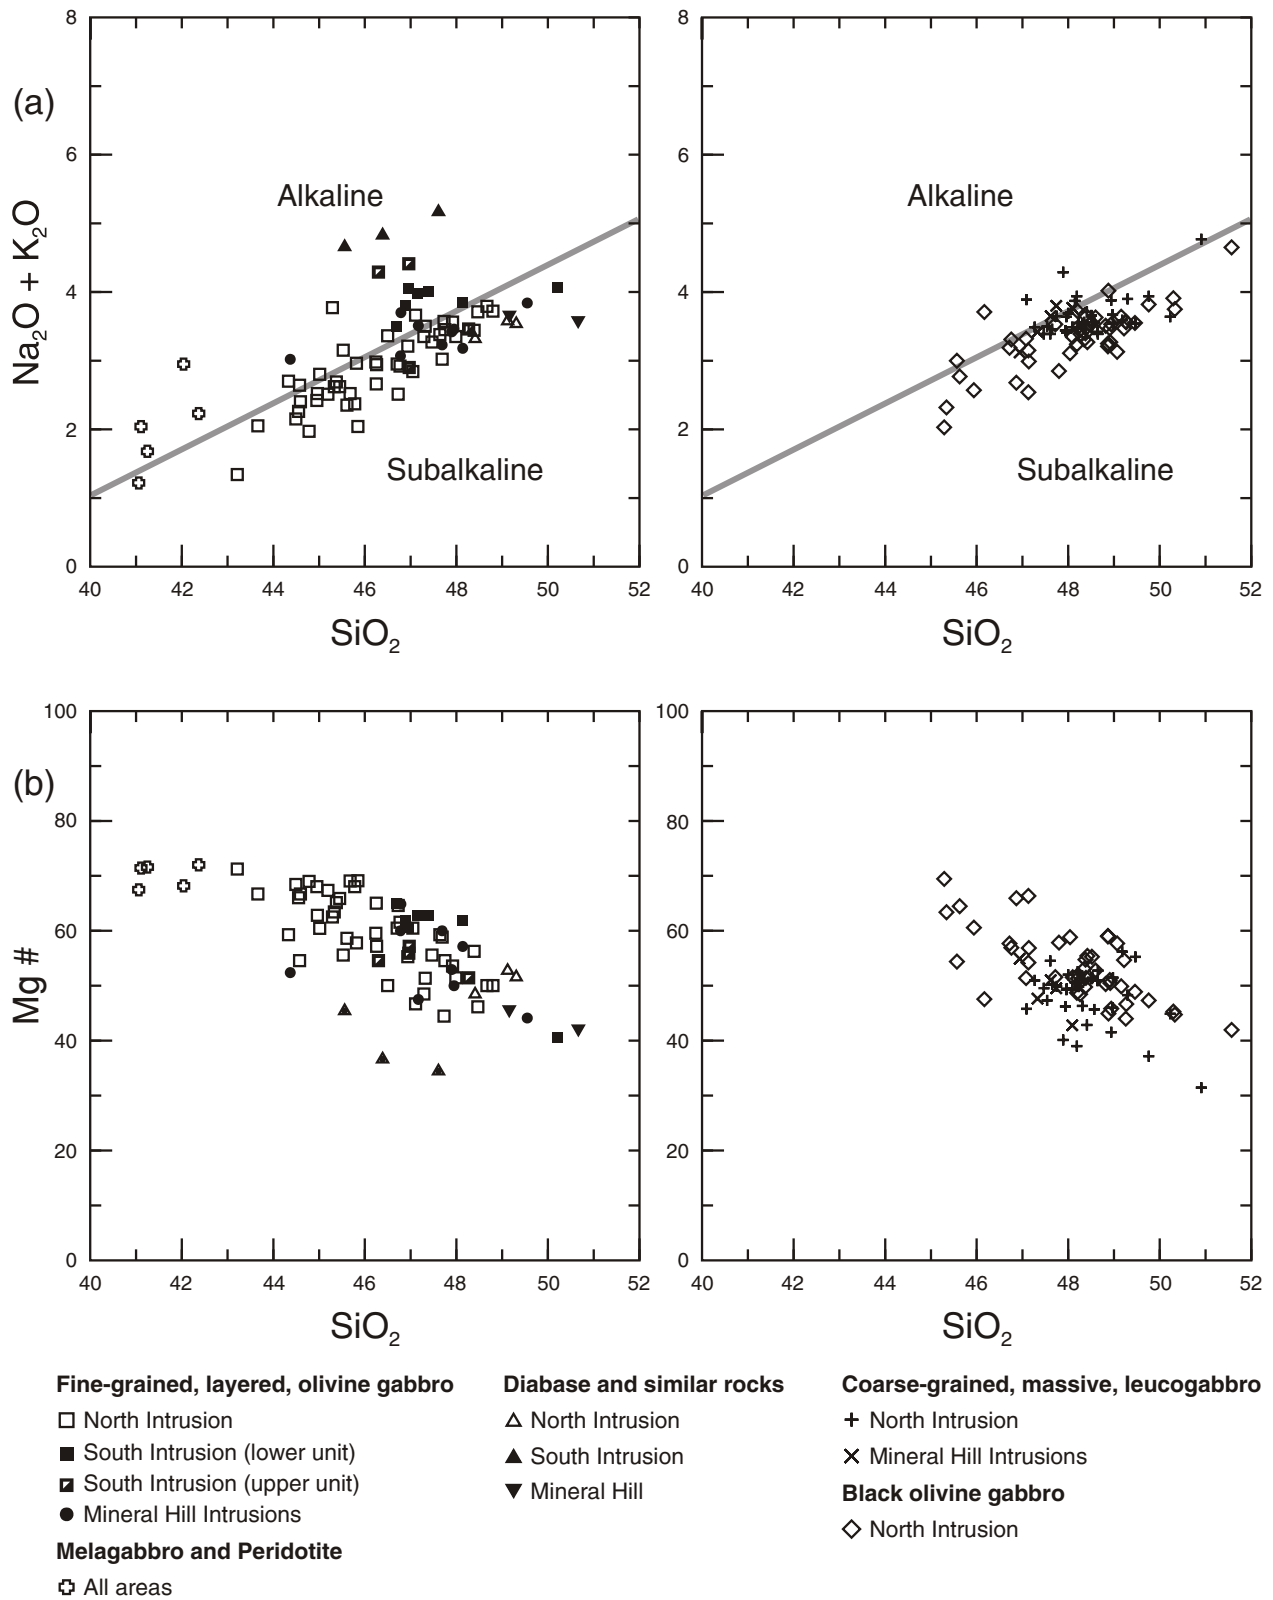 (a)
Na2O + K2O
8
6
4
2
0
Alkaline
Subalkaline
40 42 44 46 48 50 52
SiO2
8
6
4
2
0
Alkaline
Subalkaline
40 42 44 46 48 50 52
SiO2
(b)
Mg #
100
80
60
40
20
0
40 42 44 46 48 50 52
SiO2
100
80
60
40
20
0
40 42 44 46 48 50 52
SiO2
Fine-grained, layered, olivine gabbro
North Intrusion
South Intrusion (lower unit)
South Intrusion (upper unit)
Mineral Hill Intrusions
Melagabbro and Peridotite
All areas
Diabase and similar rocks
North Intrusion
South Intrusion
Mineral Hill
Coarse-grained, massive, leucogabbro
North Intrusion
Mineral Hill Intrusions
Black olivine gabbro
North Intrusion